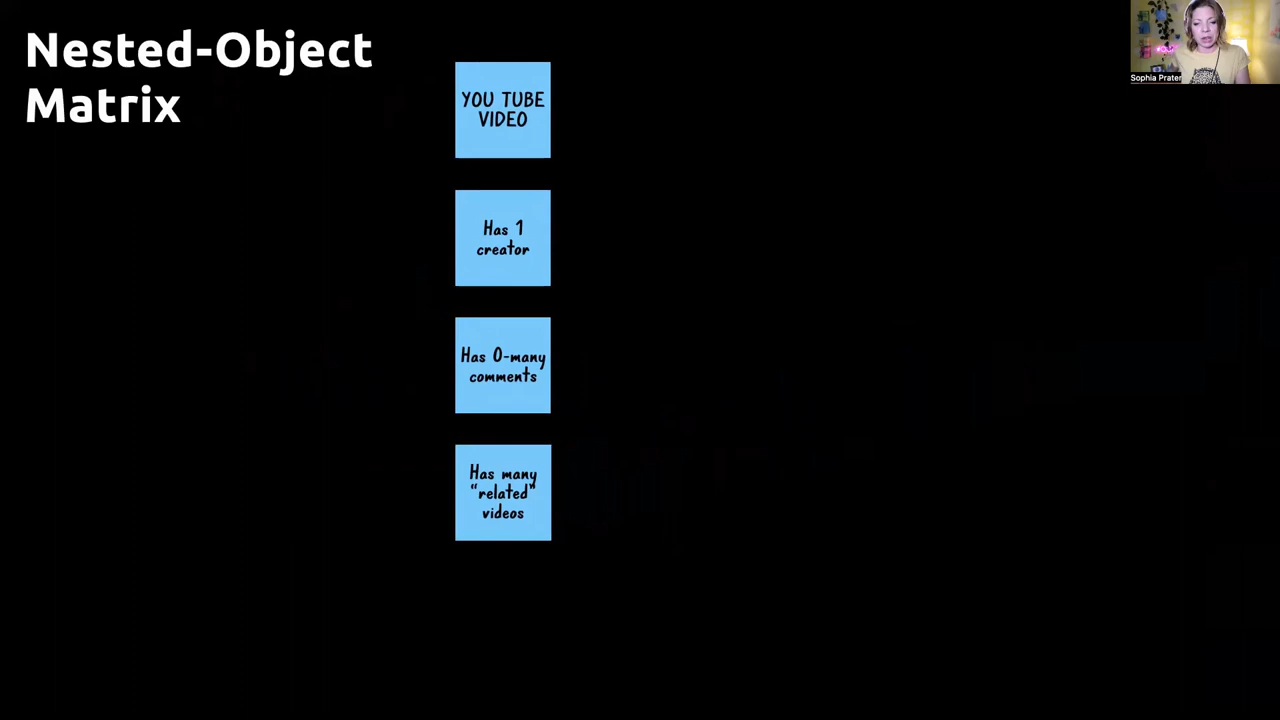 Nested-Object
Matrix
Sophia Prater
YOU TUBE
VIDEO
Has 1
creator
Has 0-many
comments
Has many
“related”
videos